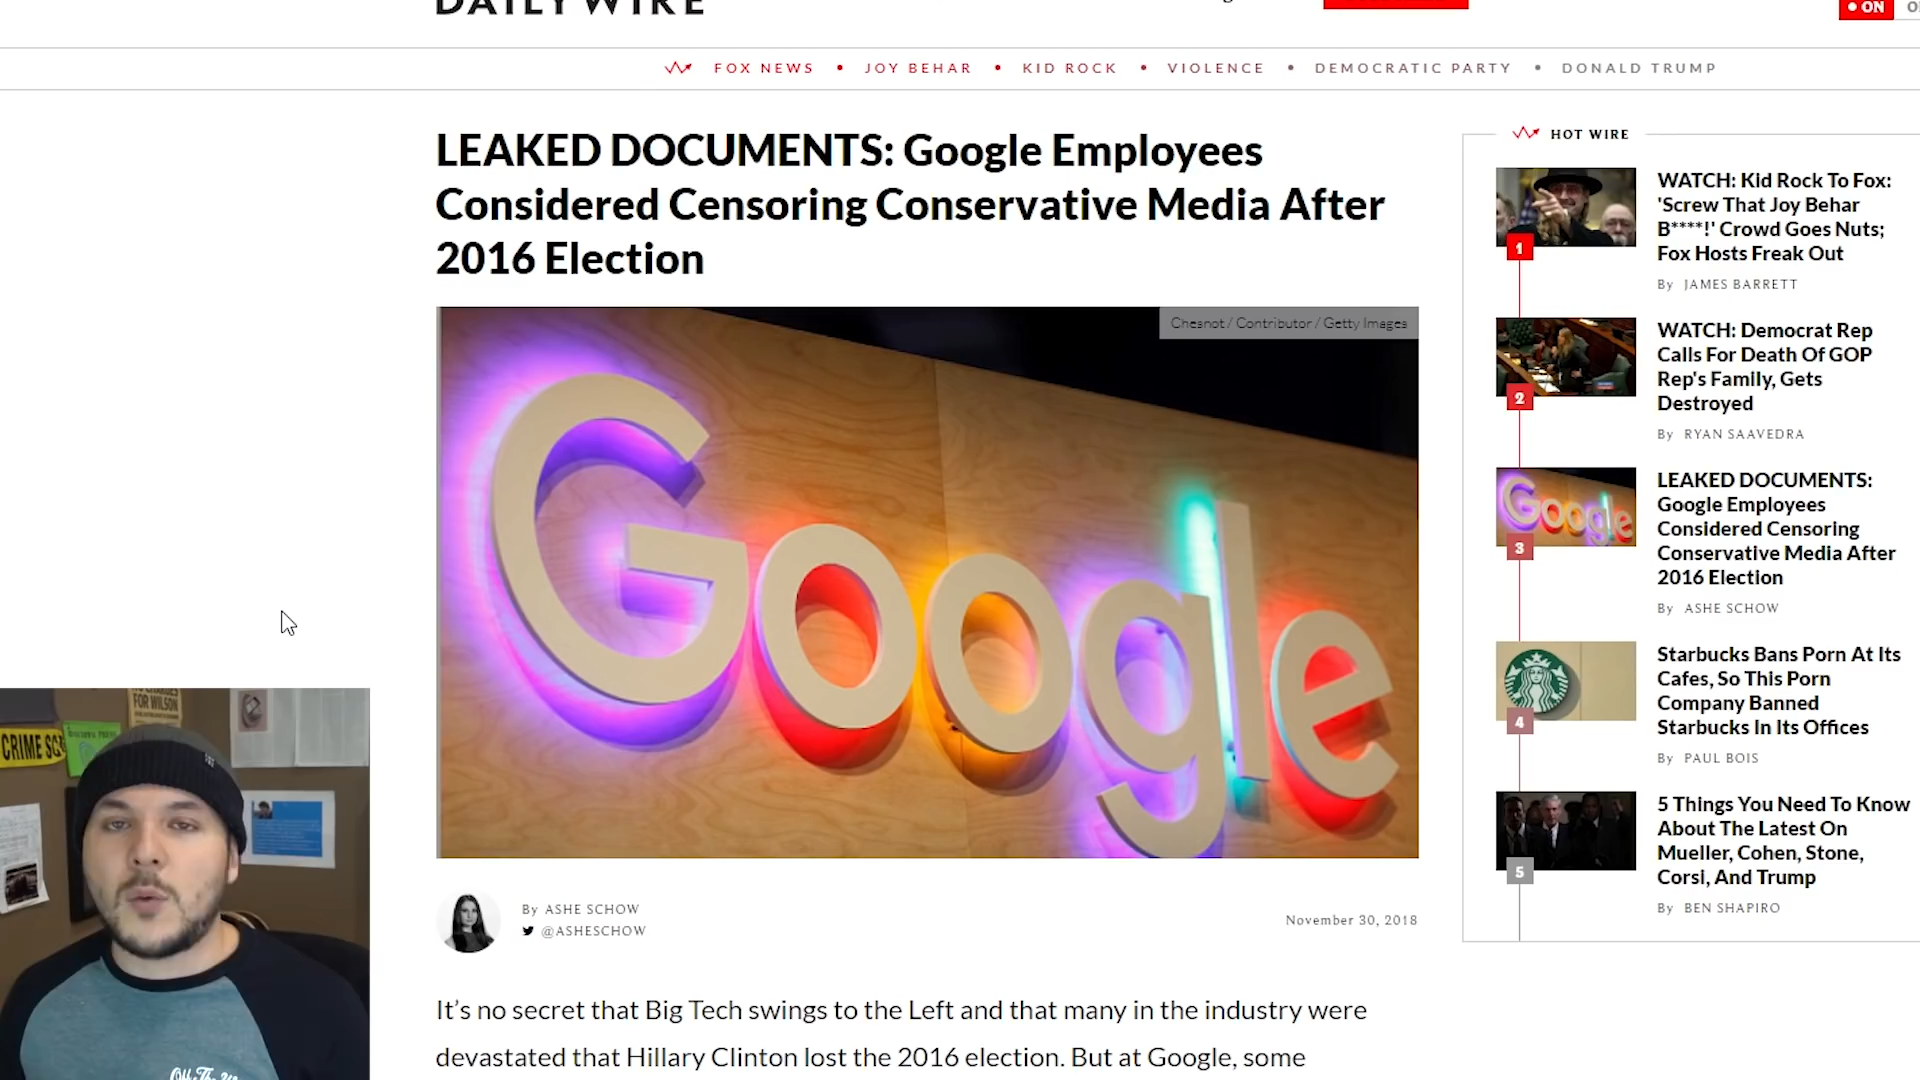 DAILY WIRE
ON
FOX NEWS • JOY BEHAR • KID ROCK • VIOLENCE • DEMOCRATIC PARTY • DONALD TRUMP
LEAKED DOCUMENTS: Google Employees
Considered Censoring Conservative Media After
2016 Election
Chesnot / Contributor / Getty Images
Google
By ASHE SCHOW
@ASHESCHOW
November 30, 2018
It’s no secret that Big Tech swings to the Left and that many in the industry were
devastated that Hillary Clinton lost the 2016 election. But at Google, some
HOT WIRE
1
WATCH: Kid Rock To Fox:
'Screw That Joy Behar
B****!' Crowd Goes Nuts;
Fox Hosts Freak Out
By JAMES BARRETT
2
WATCH: Democrat Rep
Calls For Death Of GOP
Rep's Family, Gets
Destroyed
By RYAN SAAVEDRA
Google
3
LEAKED DOCUMENTS:
Google Employees
Considered Censoring
Conservative Media After
2016 Election
By ASHE SCHOW
4
Starbucks Bans Porn At Its
Cafes, So This Porn
Company Banned
Starbucks In Its Offices
By PAUL BOIS
5
5 Things You Need To Know
About The Latest On
Mueller, Cohen, Stone,
Corsi, And Trump
By BEN SHAPIRO
FOR WILSON
CRIME